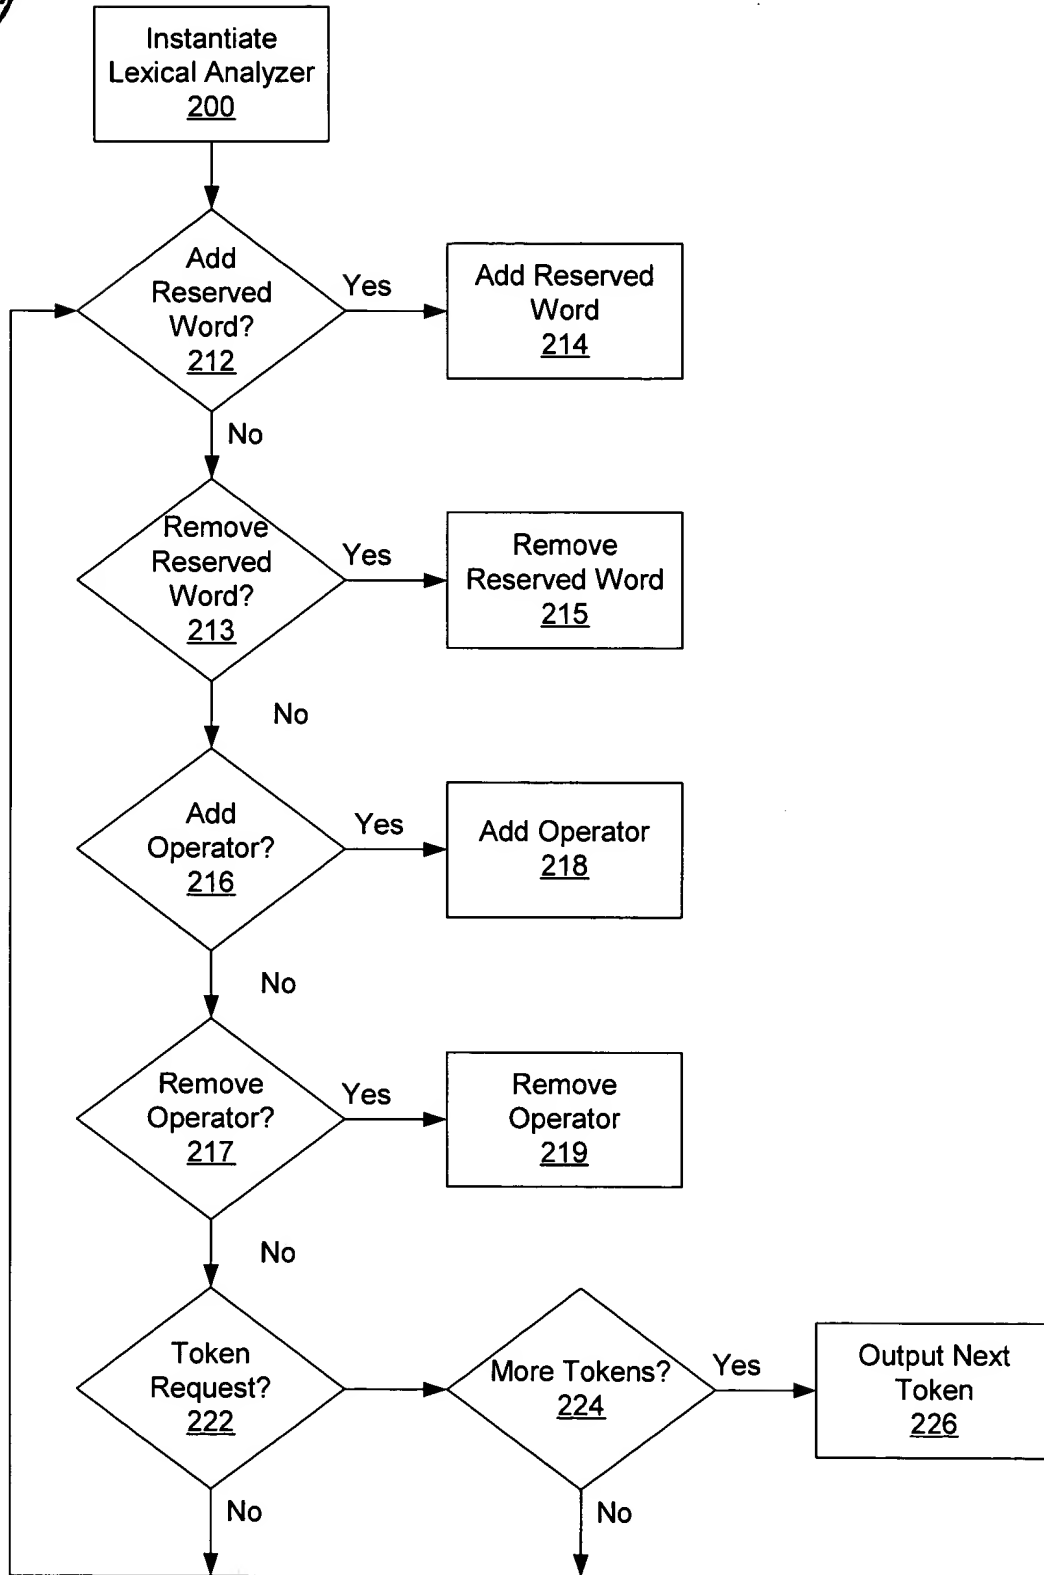 Instantiate
Lexical Analyzer
200
Add
Reserved
Word?
212
Yes
Add Reserved
Word
214
No
Remove
Reserved
Word?
213
Yes
Remove
Reserved Word
215
No
Add
Operator?
216
Yes
Add Operator
218
No
Remove
Operator?
217
Yes
Remove
Operator
219
No
Token
Request?
222
More Tokens?
224
Yes
Output Next
Token
226
No
No